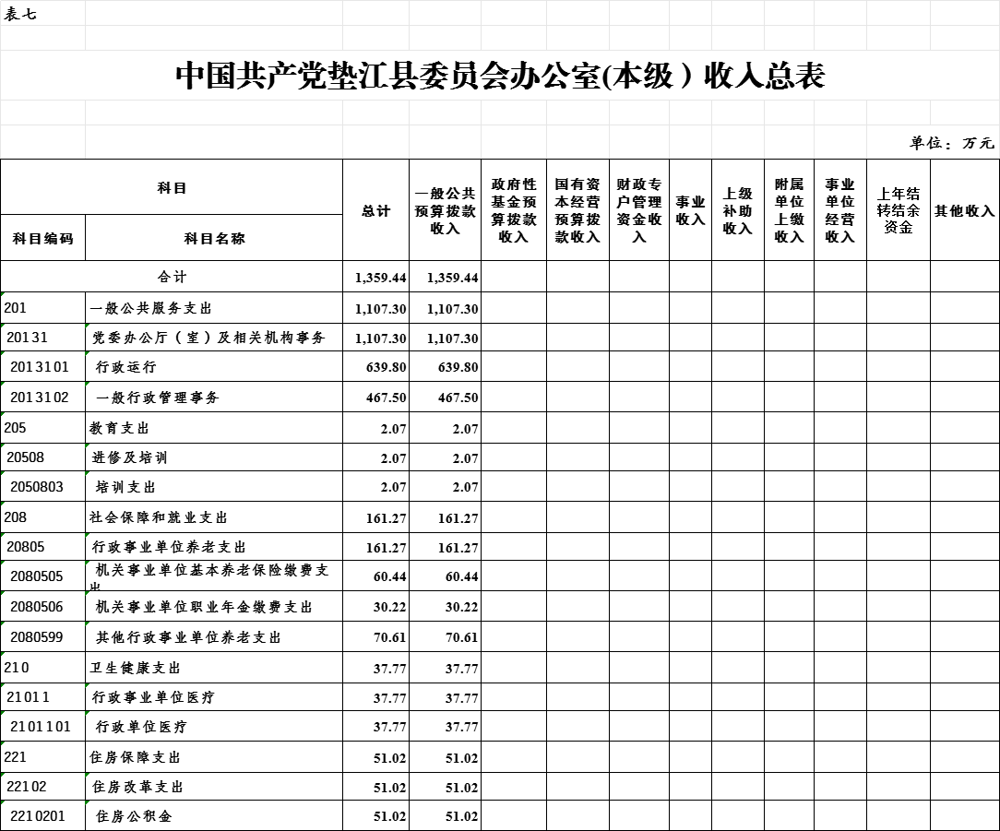 表七
中国共产党垫江县委员会办公室(本级）收入总表
单位：万元
科目 总计 一般公共预算拨款收入 政府性基金预算拨款收入 国有资本经营预算拨款收入 财政专户管理资金收入 事业收入 上级补助收入 附属单位上缴收入 事业单位经营收入 上年结转结余资金 其他收入
科目编码 科目名称
合计 1,359.44 1,359.44
201 一般公共服务支出 1,107.30 1,107.30
20131 党委办公厅（室）及相关机构事务 1,107.30 1,107.30
2013101 行政运行 639.80 639.80
2013102 一般行政管理事务 467.50 467.50
205 教育支出 2.07 2.07
20508 进修及培训 2.07 2.07
2050803 培训支出 2.07 2.07
208 社会保障和就业支出 161.27 161.27
20805 行政事业单位养老支出 161.27 161.27
2080505 机关事业单位基本养老保险缴费支出 60.44 60.44
2080506 机关事业单位职业年金缴费支出 30.22 30.22
2080599 其他行政事业单位养老支出 70.61 70.61
210 卫生健康支出 37.77 37.77
21011 行政事业单位医疗 37.77 37.77
2101101 行政单位医疗 37.77 37.77
221 住房保障支出 51.02 51.02
22102 住房改革支出 51.02 51.02
2210201 住房公积金 51.02 51.02